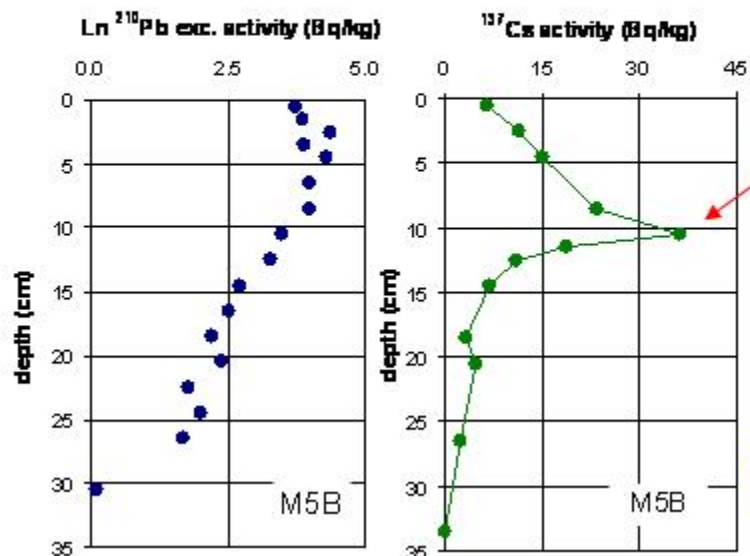 Ln ²¹⁰Pb exc. activity (Bq/kg)
0.0 2.5 5.0
0
5
10
15
20
25
30
35
depth (cm)
M5B
¹³⁷Cs activity (Bq/kg)
0 15 30 45
0
5
10
15
20
25
30
35
depth (cm)
M5B